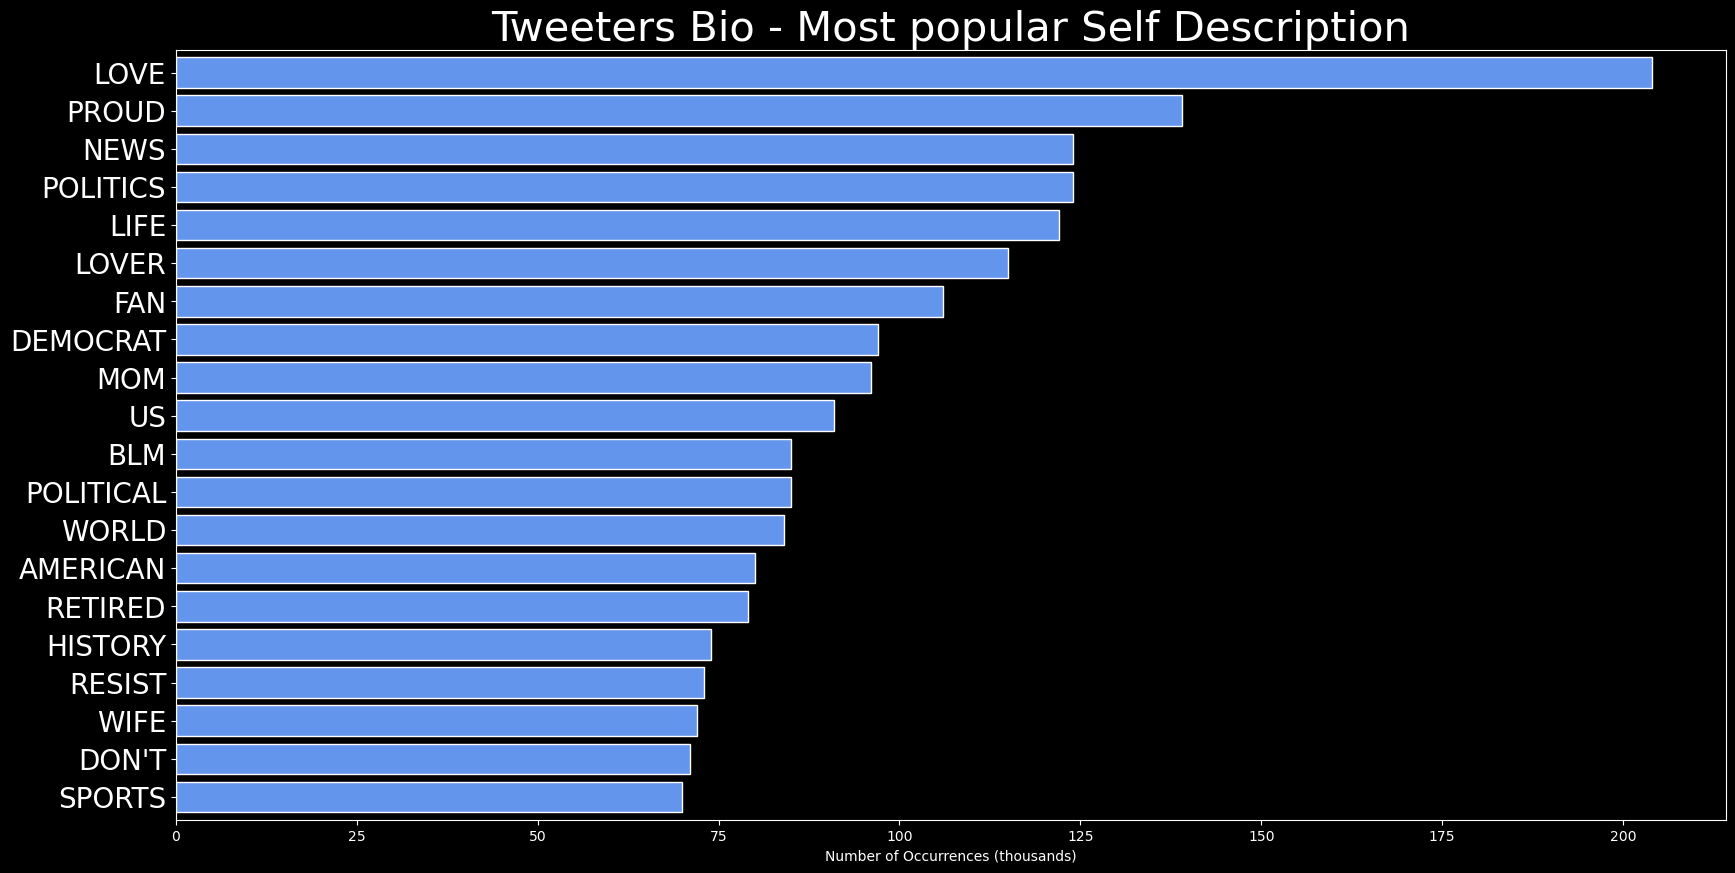 Tweeters Bio - Most popular Self Description
LOVE
PROUD
NEWS
POLITICS
LIFE
LOVER
FAN
DEMOCRAT
MOM
US
BLM
POLITICAL
WORLD
AMERICAN
RETIRED
HISTORY
RESIST
WIFE
DON'T
SPORTS
0 25 50 75 100 125 150 175 200
Number of Occurrences (thousands)